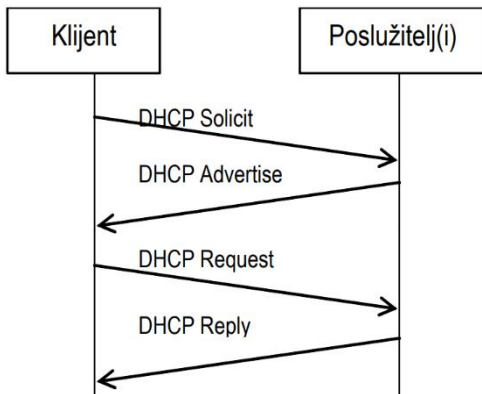 Klijent
Poslužitelj(i)
DHCP Solicit
DHCP Advertise
DHCP Request
DHCP Reply